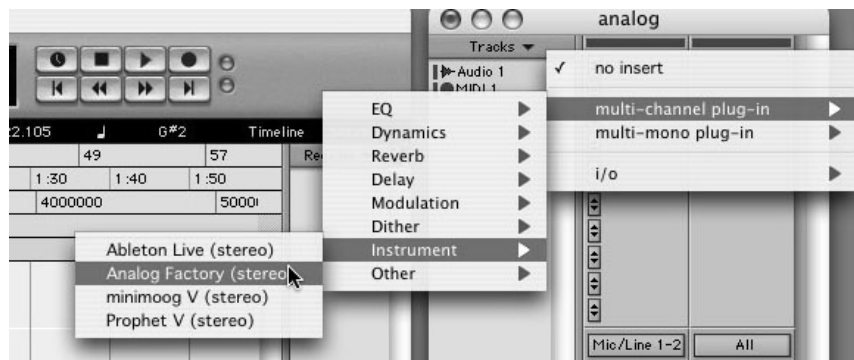 analog
Tracks
Audio 1
MIDI 1
no insert
multi-channel plug-in
multi-mono plug-in
i/o
EQ
Dynamics
Reverb
Delay
Modulation
Dither
Instrument
Other
2.105
G#2
Timeline
49
57
1:30
1:40
1:50
4000000
Ableton Live (stereo)
Analog Factory (stereo
minimoog V (stereo)
Prophet V (stereo)
Mic/Line 1-2
All